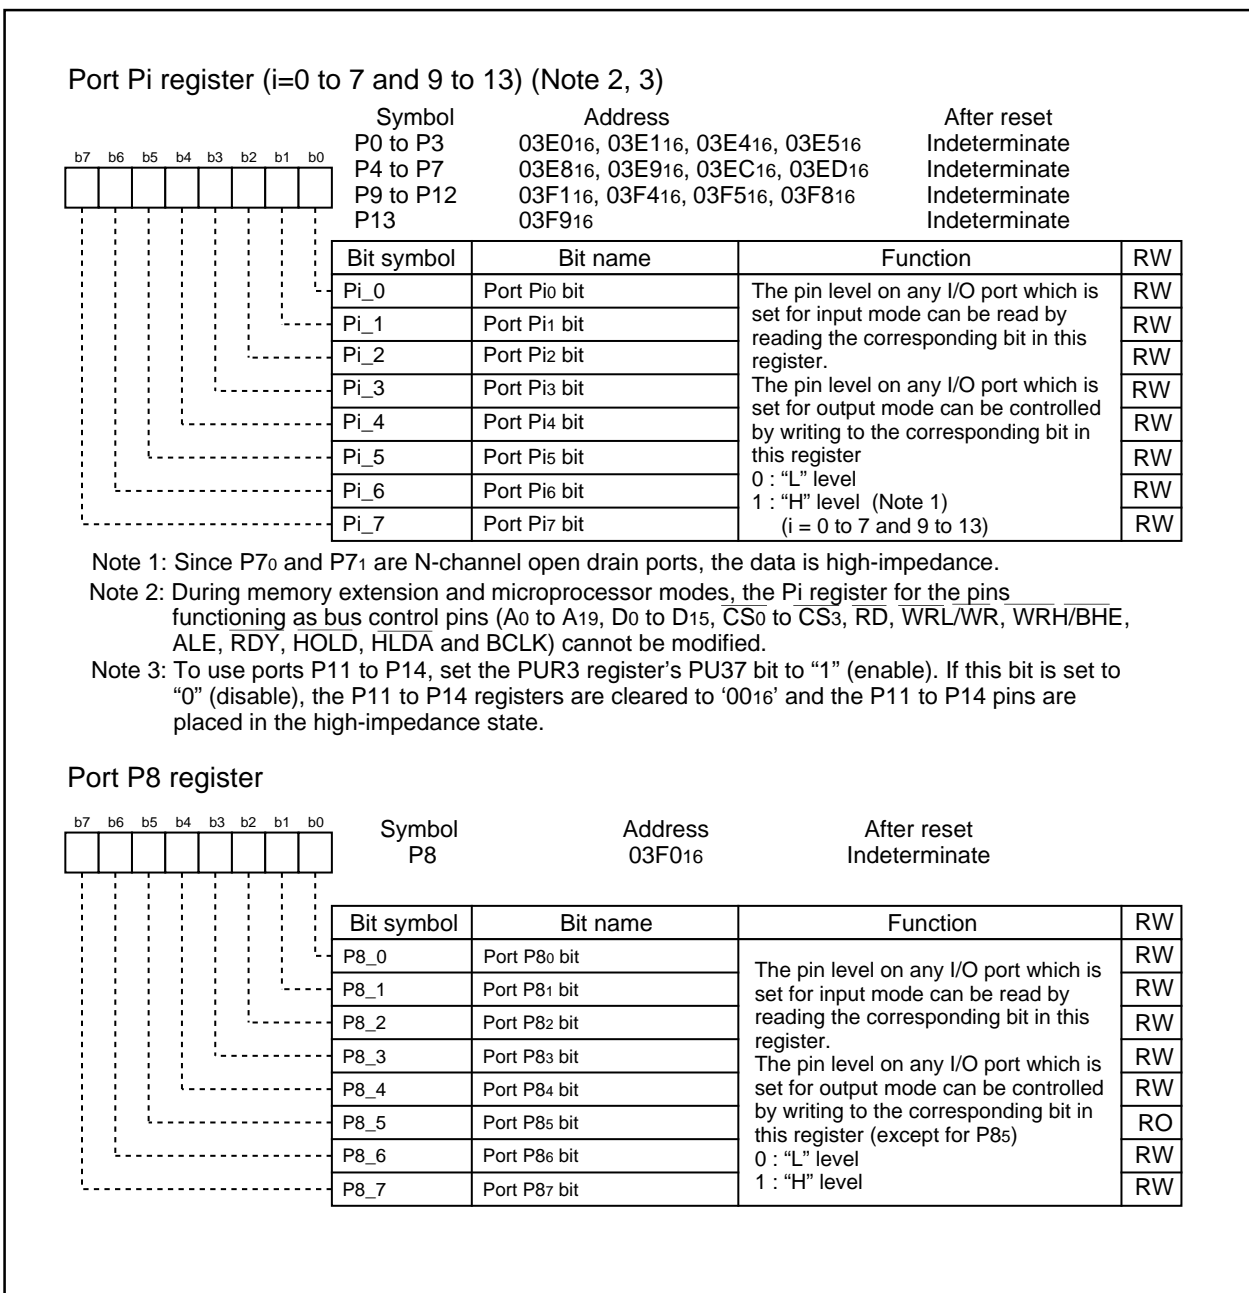 Port Pi register (i=0 to 7 and 9 to 13) (Note 2, 3)
Symbol Address After reset
P0 to P3 03E016, 03E116, 03E416, 03E516 Indeterminate
P4 to P7 03E816, 03E916, 03EC16, 03ED16 Indeterminate
P9 to P12 03F116, 03F416, 03F516, 03F816 Indeterminate
P13 03F916 Indeterminate
b7 b6 b5 b4 b3 b2 b1 b0
Bit symbol Bit name Function RW
Pi_0 Port Pi0 bit RW
Pi_1 Port Pi1 bit RW
Pi_2 Port Pi2 bit RW
Pi_3 Port Pi3 bit RW
Pi_4 Port Pi4 bit RW
Pi_5 Port Pi5 bit RW
Pi_6 Port Pi6 bit RW
Pi_7 Port Pi7 bit RW
The pin level on any I/O port which is
set for input mode can be read by
reading the corresponding bit in this
register.
The pin level on any I/O port which is
set for output mode can be controlled
by writing to the corresponding bit in
this register
0 : “L” level
1 : “H” level (Note 1)
(i = 0 to 7 and 9 to 13)
Note 1: Since P70 and P71 are N-channel open drain ports, the data is high-impedance.
Note 2: During memory extension and microprocessor modes, the Pi register for the pins
functioning as bus control pins (A0 to A19, D0 to D15, CS0 to CS3, RD, WRL/WR, WRH/BHE,
ALE, RDY, HOLD, HLDA and BCLK) cannot be modified.
Note 3: To use ports P11 to P14, set the PUR3 register’s PU37 bit to “1” (enable). If this bit is set to
“0” (disable), the P11 to P14 registers are cleared to ‘0016’ and the P11 to P14 pins are
placed in the high-impedance state.
Port P8 register
b7 b6 b5 b4 b3 b2 b1 b0
Symbol Address After reset
P8 03F016 Indeterminate
Bit symbol Bit name Function RW
P8_0 Port P80 bit RW
P8_1 Port P81 bit RW
P8_2 Port P82 bit RW
P8_3 Port P83 bit RW
P8_4 Port P84 bit RW
P8_5 Port P85 bit RO
P8_6 Port P86 bit RW
P8_7 Port P87 bit RW
The pin level on any I/O port which is
set for input mode can be read by
reading the corresponding bit in this
register.
The pin level on any I/O port which is
set for output mode can be controlled
by writing to the corresponding bit in
this register (except for P85)
0 : “L” level
1 : “H” level